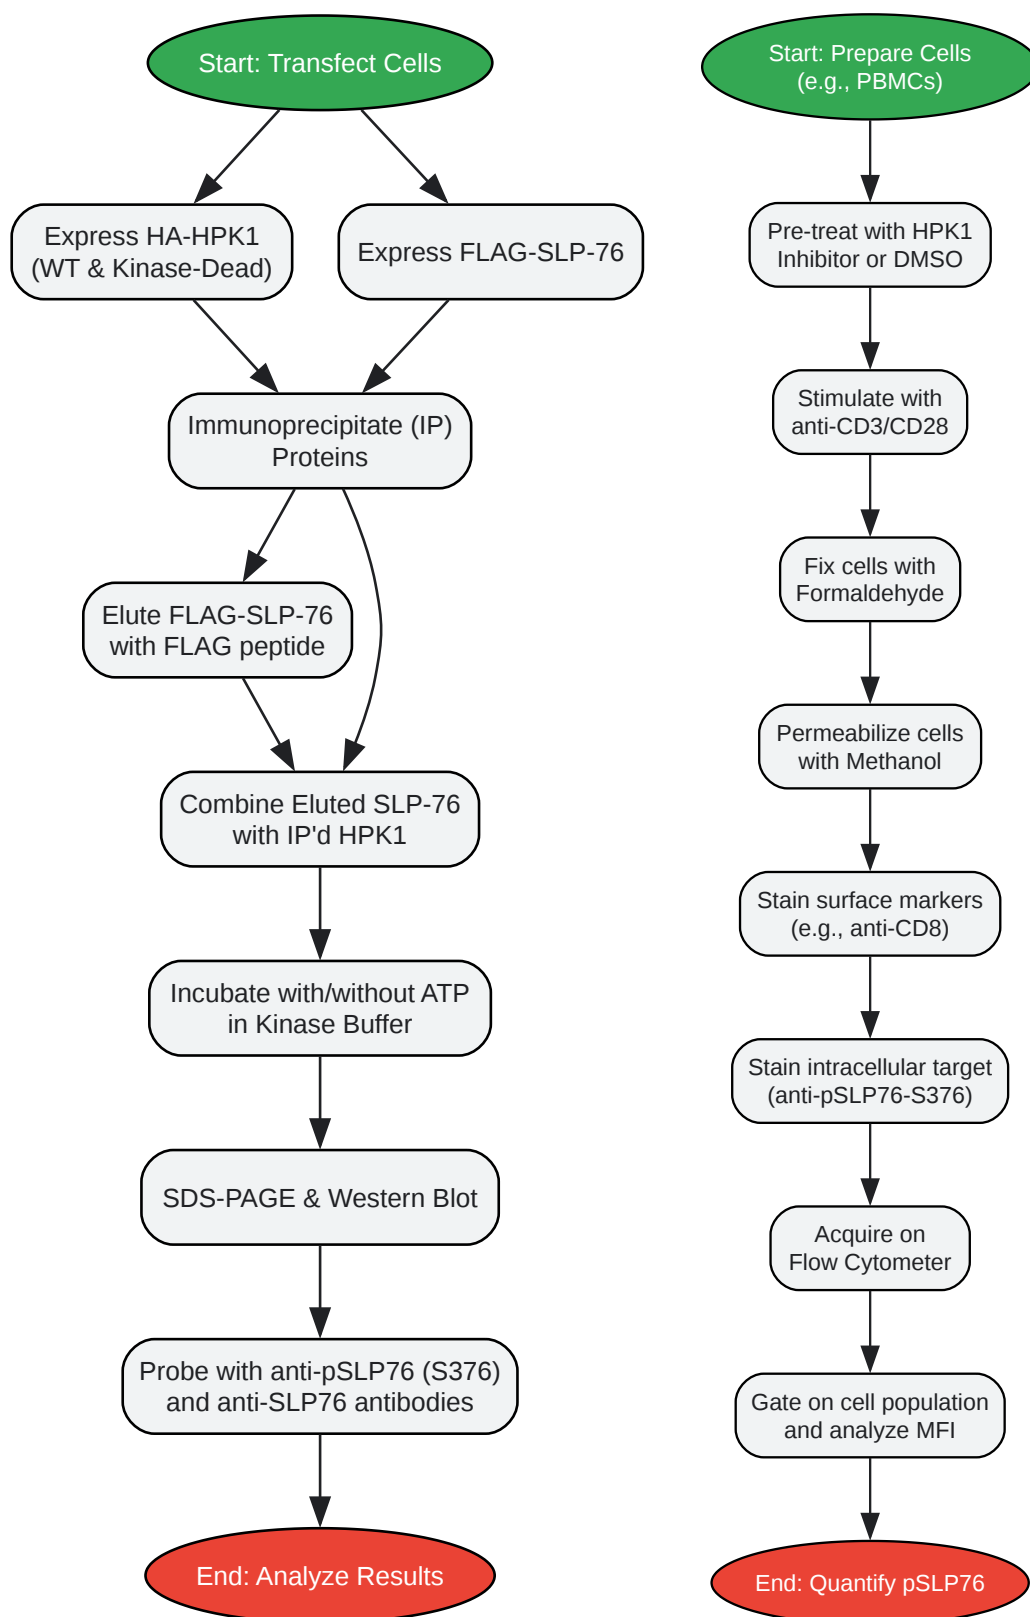 Start: Transfect Cells
Express HA-HPK1
(WT & Kinase-Dead)
Express FLAG-SLP-76
Immunoprecipitate (IP)
Proteins
Elute FLAG-SLP-76
with FLAG peptide
Combine Eluted SLP-76
with IP'd HPK1
Incubate with/without ATP
in Kinase Buffer
SDS-PAGE & Western Blot
Probe with anti-pSLP76 (S376)
and anti-SLP76 antibodies
End: Analyze Results
Start: Prepare Cells
(e.g., PBMCs)
Pre-treat with HPK1
Inhibitor or DMSO
Stimulate with
anti-CD3/CD28
Fix cells with
Formaldehyde
Permeabilize cells
with Methanol
Stain surface markers
(e.g., anti-CD8)
Stain intracellular target
(anti-pSLP76-S376)
Acquire on
Flow Cytometer
Gate on cell population
and analyze MFI
End: Quantify pSLP76